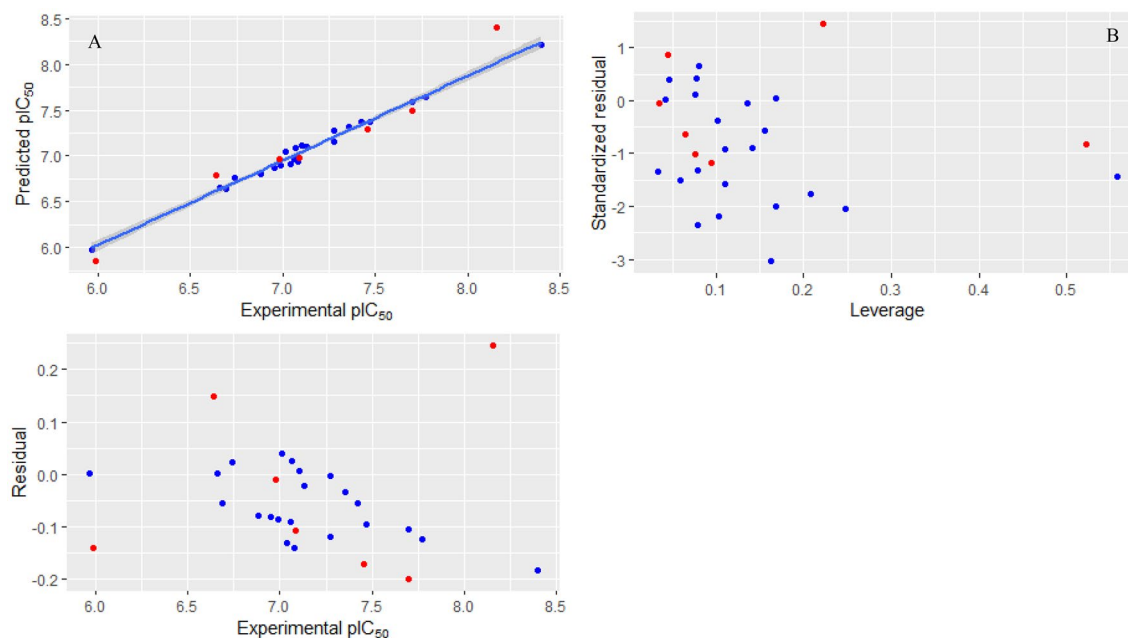 A
8.5
8.0
7.5
7.0
6.5
6.0
Predicted pIC₅₀
6.0 6.5 7.0 7.5 8.0 8.5
Experimental pIC₅₀
B
1
0
-1
-2
-3
Standardized residual
0.1 0.2 0.3 0.4 0.5
Leverage
0.2
0.1
0.0
-0.1
-0.2
Residual
6.0 6.5 7.0 7.5 8.0 8.5
Experimental pIC₅₀